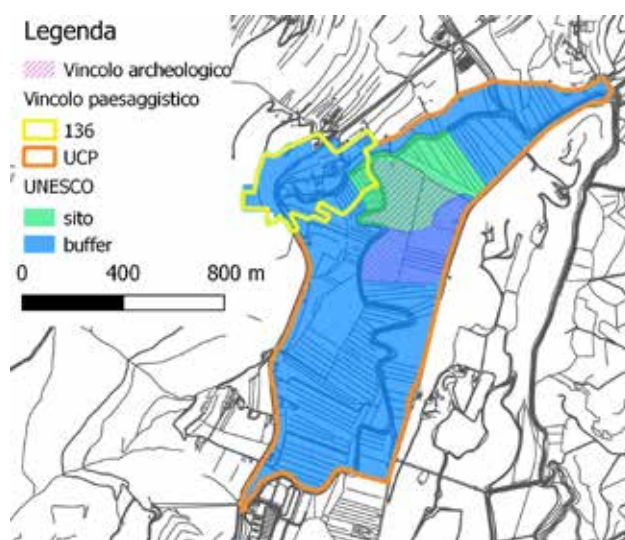 Legenda
Vincolo archeologico
Vincolo paesaggistico
136
UCP
UNESCO
sito
buffer
0 400 800 m